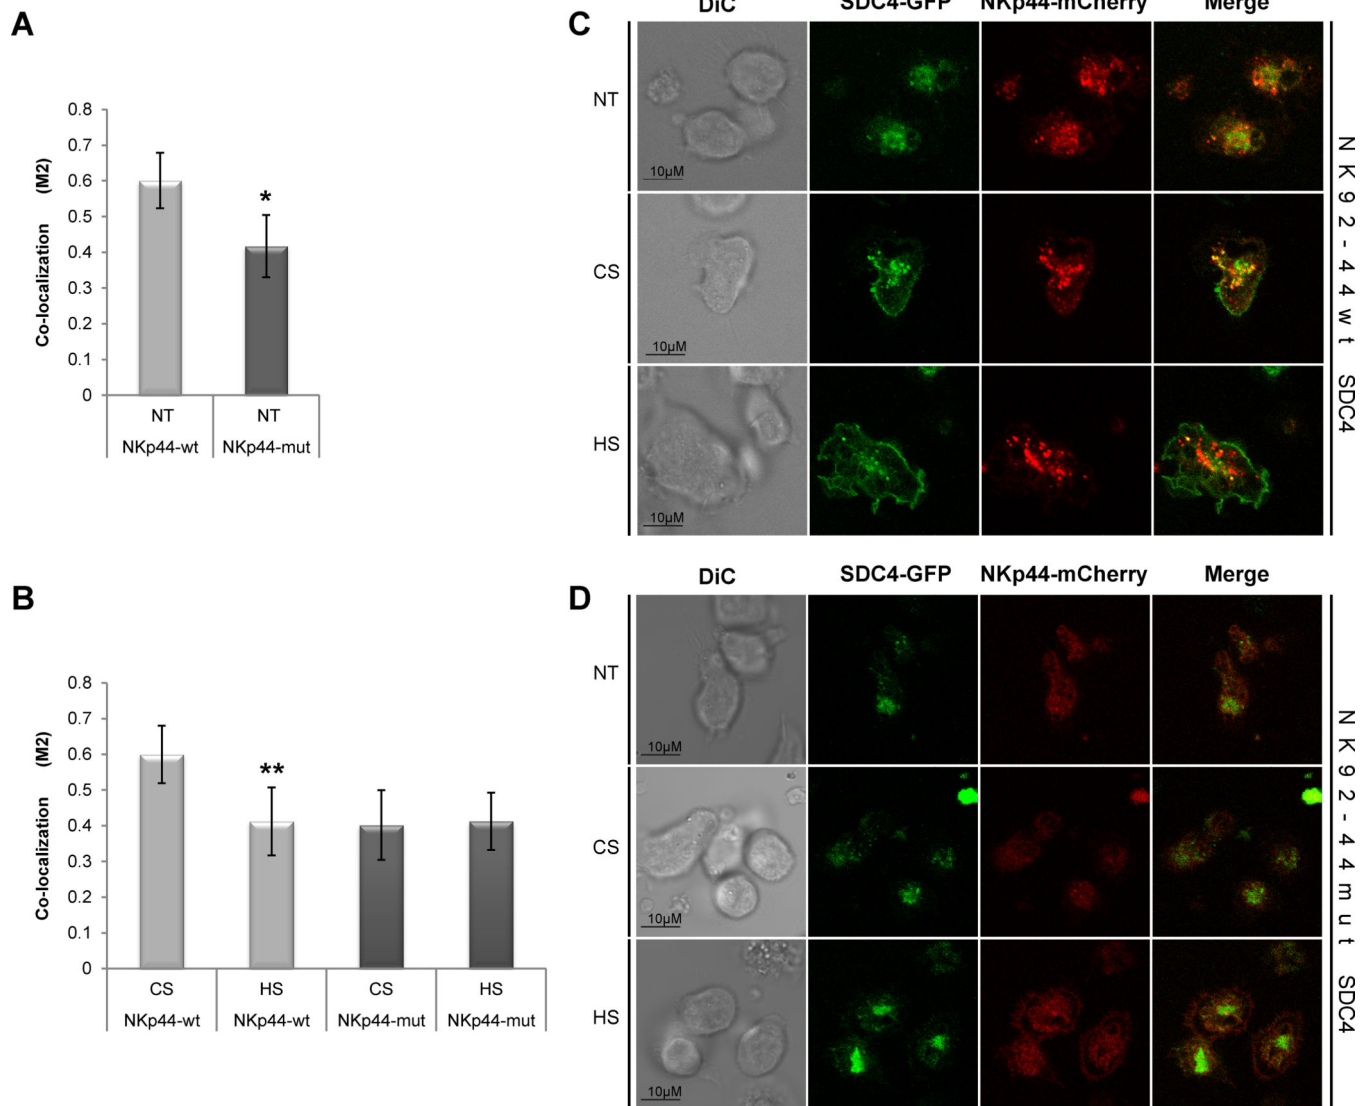 A
0.8
0.7
0.6
0.5
0.4
0.3
0.2
0.1
0
Co-localization (M2)
*
NT NT
NKp44-wt NKp44-mut
B
0.8
0.7
0.6
0.5
0.4
0.3
0.2
0.1
0
Co-localization (M2)
**
CS HS CS HS
NKp44-wt NKp44-wt NKp44-mut NKp44-mut
C
DiC SDC4-GFP NKp44-mCherry Merge
NT
10µM
CS
10µM
HS
10µM
NK92-44wt SDC4
D
DiC SDC4-GFP NKp44-mCherry Merge
NT
10µM
CS
10µM
HS
10µM
NK92-44mut SDC4